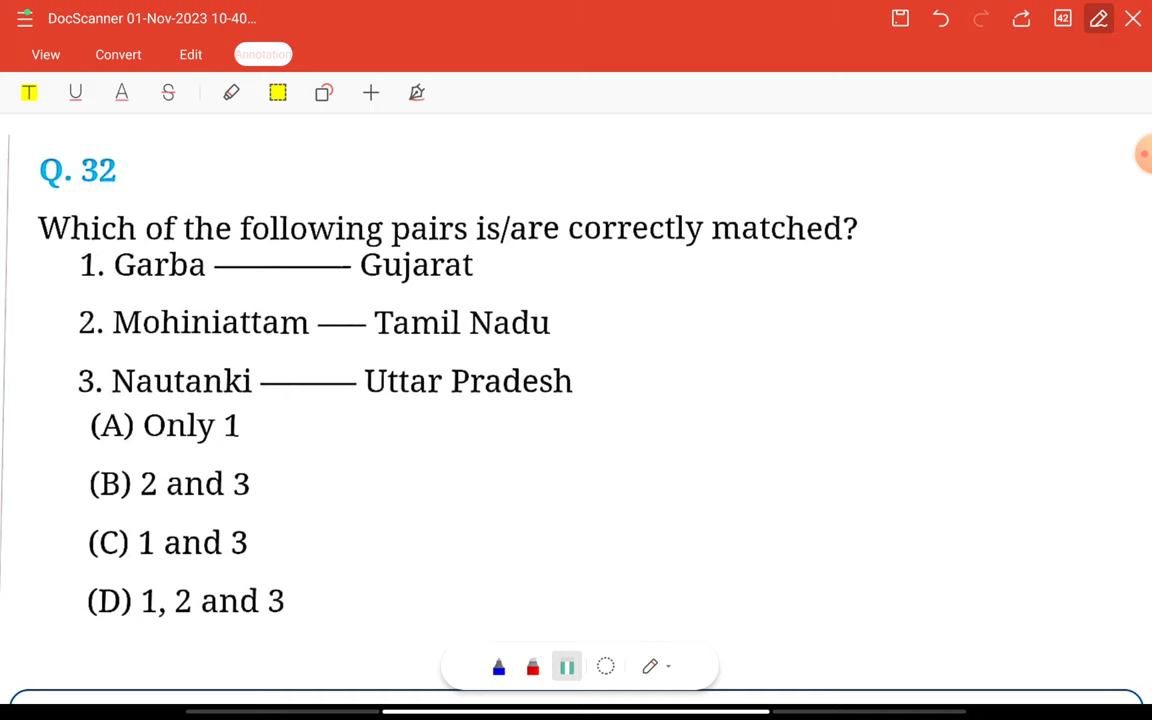 DocScanner 01-Nov-2023 10-40...
42
View Convert Edit Annotation
T U A S
Q. 32
Which of the following pairs is/are correctly matched?
1. Garba ———— Gujarat
2. Mohiniattam —– Tamil Nadu
3. Nautanki ——— Uttar Pradesh
(A) Only 1
(B) 2 and 3
(C) 1 and 3
(D) 1, 2 and 3